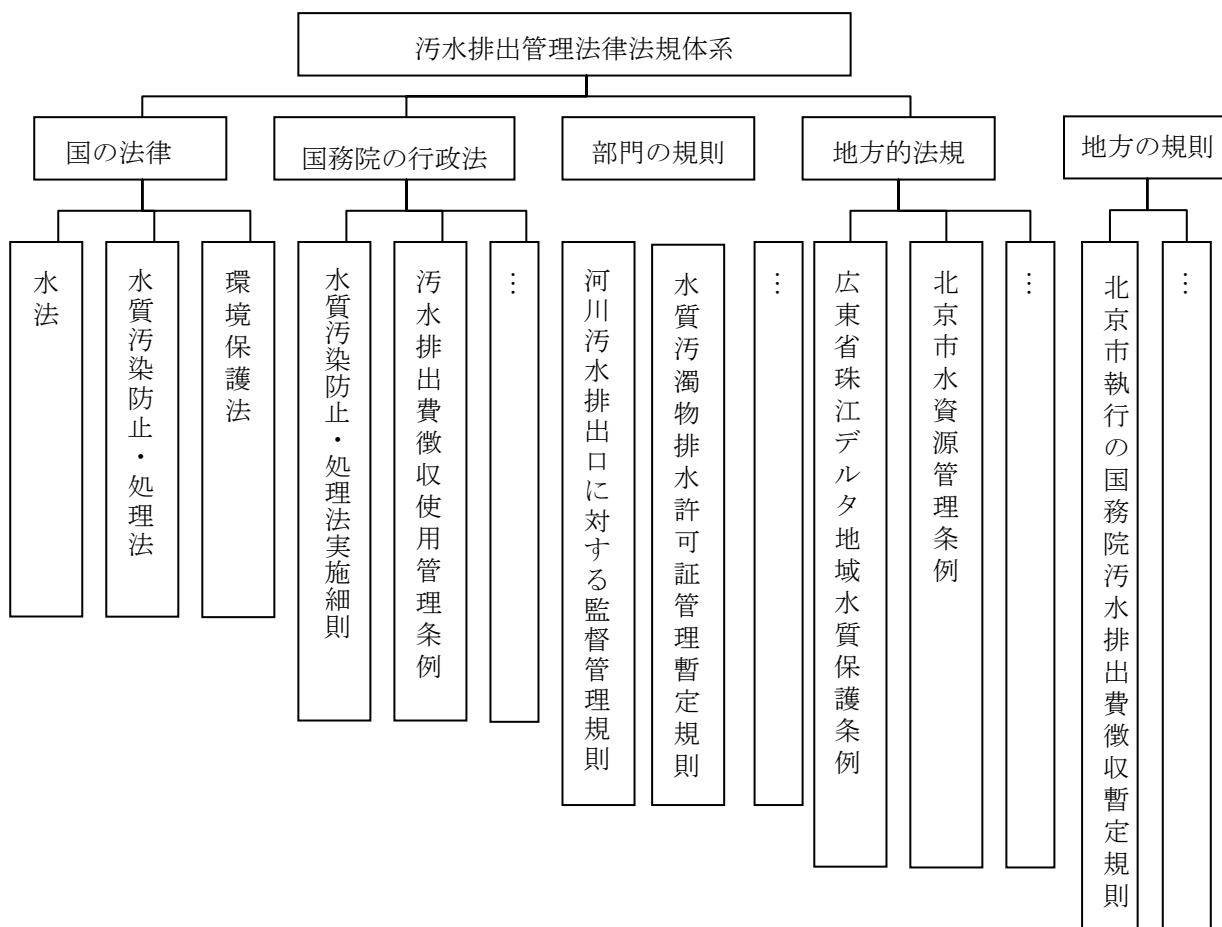 汚水排出管理法律法規体系
国の法律
国務院の行政法
部門の規則
地方的法規
地方の規則
水法
水質汚染防止・処理法
環境保護法
水質汚染防止・処理法実施細則
汚水排出費徴収使用管理条例
…
河川汚水排出口に対する監督管理規則
水質汚濁物排水許可証管理暫定規則
…
広東省珠江デルタ地域水質保護条例
北京市水資源管理条例
…
北京市執行の国務院汚水排出費徴収暫定規則
…